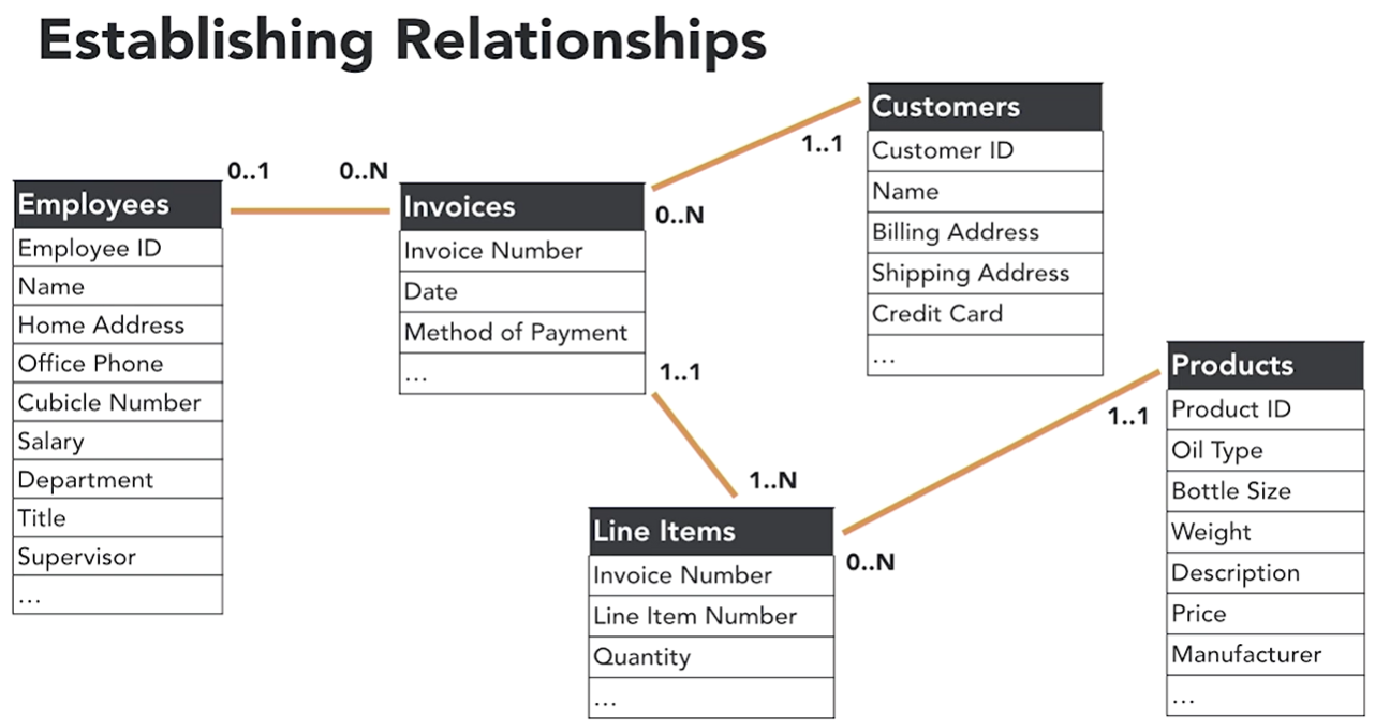 Establishing Relationships
Employees
Employee ID
Name
Home Address
Office Phone
Cubicle Number
Salary
Department
Title
Supervisor
...
0..1
0..N
Invoices
Invoice Number
Date
Method of Payment
...
0..N
1..1
Customers
Customer ID
Name
Billing Address
Shipping Address
Credit Card
...
1..1
1..N
Line Items
Invoice Number
Line Item Number
Quantity
...
0..N
1..1
Products
Product ID
Oil Type
Bottle Size
Weight
Description
Price
Manufacturer
...